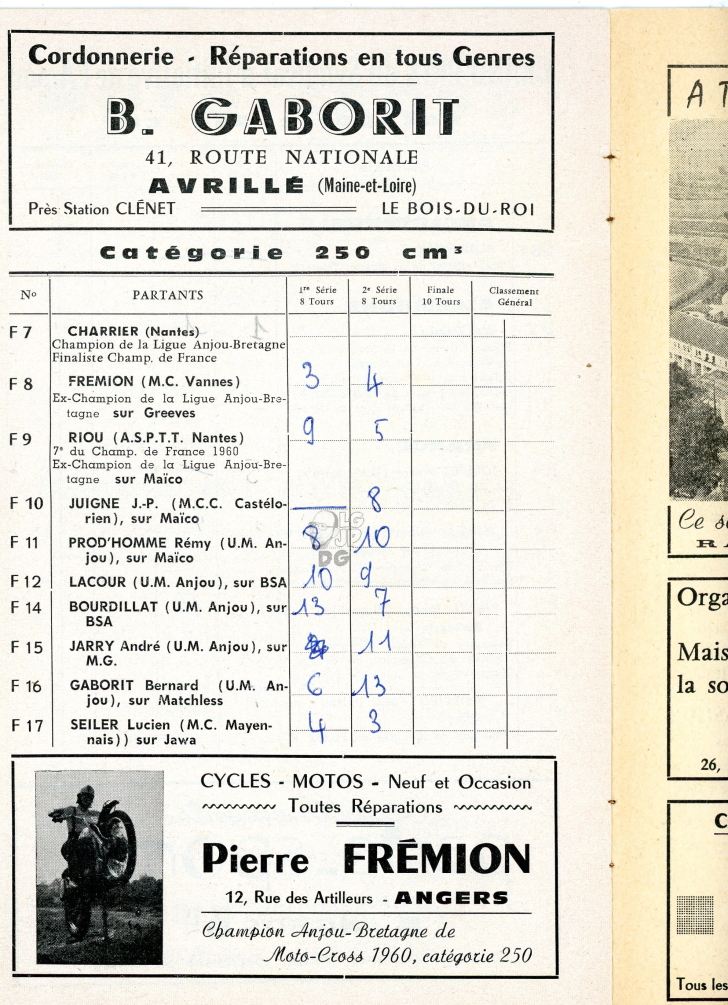 Cordonnerie - Réparations en tous Genres
B. GABORIT
41, ROUTE NATIONALE
AVRILLÉ (Maine-et-Loire)
Près Station CLÉNET LE BOIS-DU-ROI
Catégorie 250 cm³
No PARTANTS 1re Série 8 Tours 2e Série 8 Tours Finale 10 Tours Classement Général
F 7 CHARRIER (Nantes)
Champion de la Ligue Anjou-Bretagne
Finaliste Champ. de France
F 8 FREMION (M.C. Vannes) 3 4
Ex-Champion de la Ligue Anjou-Bre-
tagne sur Greeves
F 9 RIOU (A.S.P.T.T. Nantes) 9 5
7e du Champ. de France 1960
Ex-Champion de la Ligue Anjou-Bre-
tagne sur Maïco
F 10 JUIGNE J.-P. (M.C.C. Castélo- 8
rien), sur Maïco
F 11 PROD'HOMME Rémy (U.M. An- 8 10
jou), sur Maïco
F 12 LACOUR (U.M. Anjou), sur BSA 10 9
F 14 BOURDILLAT (U.M. Anjou), sur 13 7
BSA
F 15 JARRY André (U.M. Anjou), sur 11
M.G.
F 16 GABORIT Bernard (U.M. An- 6 13
jou), sur Matchless
F 17 SEILER Lucien (M.C. Mayen- 4 3
nais)) sur Jawa
LG
JP
DG
CYCLES - MOTOS - Neuf et Occasion
Toutes Réparations
Pierre FRÉMION
12, Rue des Artilleurs - ANGERS
Champion Anjou-Bretagne de
Moto-Cross 1960, catégorie 250
A T
Ce s
R
Orga
Mais
la so
26,
C
Tous les